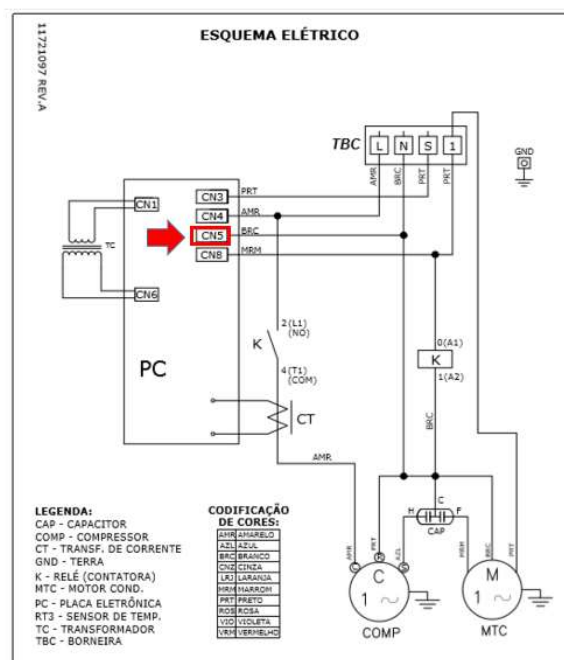 11721097 REV.A
ESQUEMA ELÉTRICO
TBC L N S 1
GND
AMR BRC PRT PRT
CN1
CN3 PRT
CN4 AMR
CN5 BRC
CN8 MRM
TC
CN6
PC
K
2(L1)
(NO)
4(T1)
(COM)
0(A1)
K
1(A2)
CT
BRC
AMR
C
H F
CAP
AMR PRT AZL MRM BRC PRT
C R S
C
1
COMP
M
1
MTC
LEGENDA:
CAP - CAPACITOR
COMP - COMPRESSOR
CT - TRANSF. DE CORRENTE
GND - TERRA
K - RELÉ (CONTATORA)
MTC - MOTOR COND.
PC - PLACA ELETRÔNICA
RT3 - SENSOR DE TEMP.
TC - TRANSFORMADOR
TBC - BORNEIRA
CODIFICAÇÃO
DE CORES:
AMR AMARELO
AZL AZUL
BRC BRANCO
CNZ CINZA
LRJ LARANJA
MRM MARROM
PRT PRETO
ROS ROSA
VIO VIOLETA
VRM VERMELHO